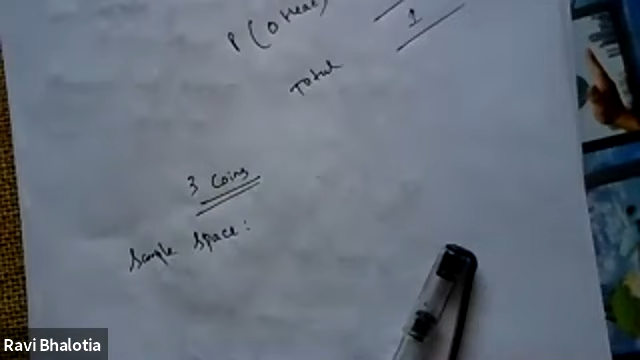 P(0 Head)
Total 1
3 Coins
Sample Space:
Ravi Bhalotia